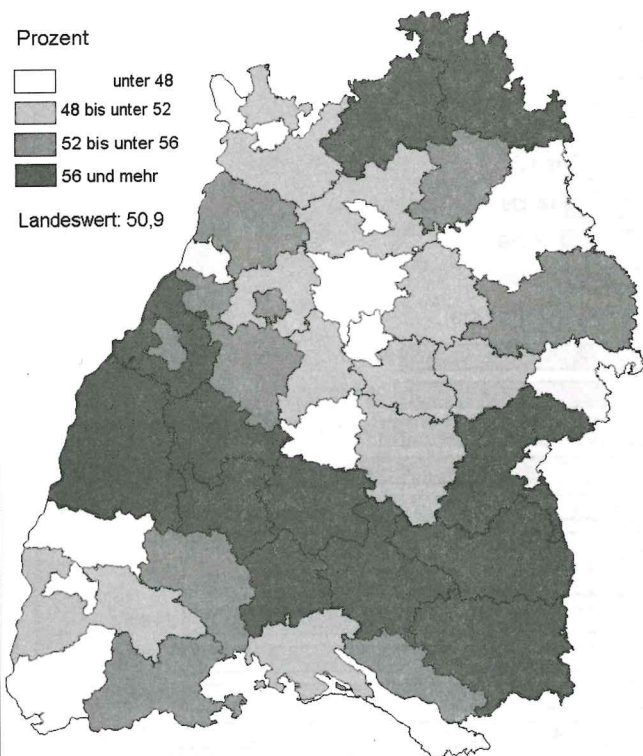 Prozent
unter 48
48 bis unter 52
52 bis unter 56
56 und mehr
Landeswert: 50,9